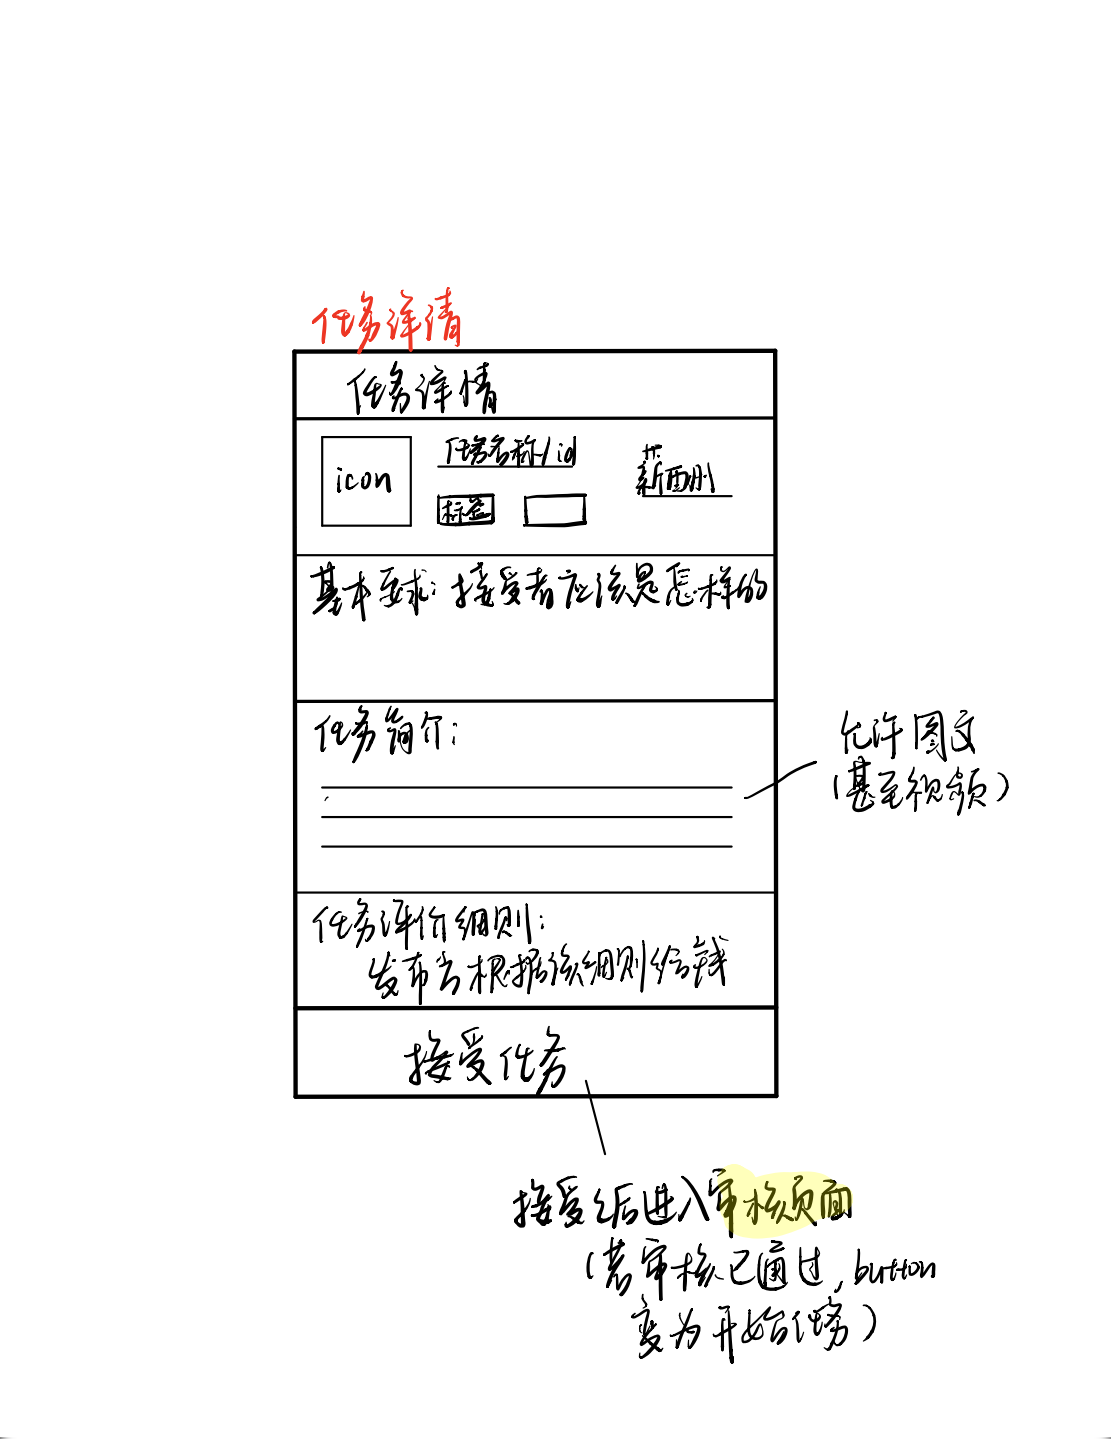 任务详情
任务详情
icon
任务名称/id
标签
薪酬
基本要求：接受者应该是怎样的
任务简介：
允许图文
（甚至视频）
任务评价细则：
发布者根据该细则给钱
接受任务
接受后进入审核页面
（若审核已通过，button
变为开始任务）